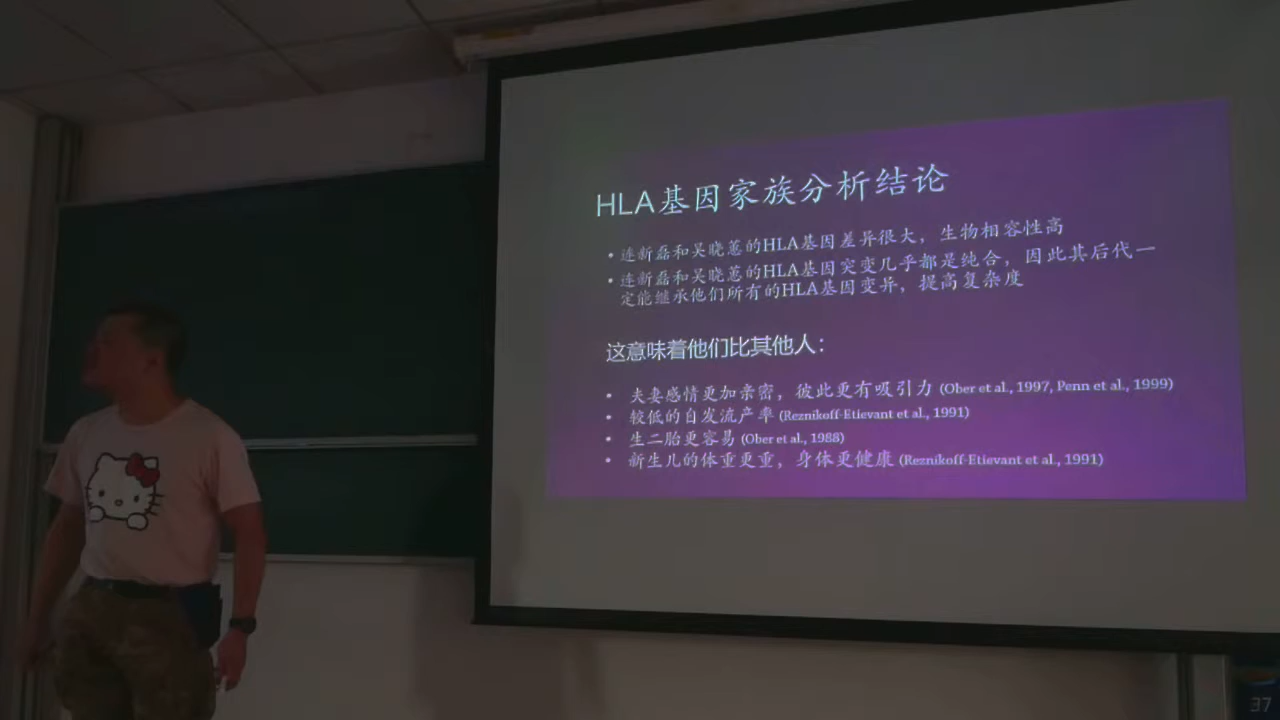 HLA基因家族分析结论
• 连新磊和吴晓蕙的HLA基因差异很大，生物相容性高
• 连新磊和吴晓蕙的HLA基因突变几乎都是纯合，因此其后代一
定能继承他们所有的HLA基因变异，提高复杂度
这意味着他们比其他人：
• 夫妻感情更加亲密，彼此更有吸引力 (Ober et al., 1997, Penn et al., 1999)
• 较低的自发流产率 (Reznikoff-Etievant et al., 1991)
• 生二胎更容易 (Ober et al., 1988)
• 新生儿的体重更重，身体更健康 (Reznikoff-Etievant et al., 1991)
37